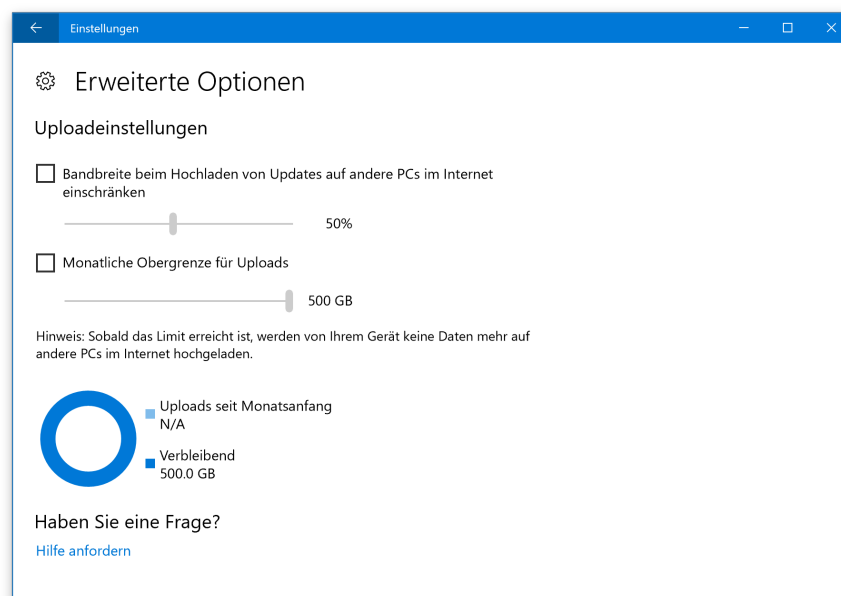 Einstellungen
Erweiterte Optionen
Uploadeinstellungen
Bandbreite beim Hochladen von Updates auf andere PCs im Internet
einschränken
50%
Monatliche Obergrenze für Uploads
500 GB
Hinweis: Sobald das Limit erreicht ist, werden von Ihrem Gerät keine Daten mehr auf
andere PCs im Internet hochgeladen.
Uploads seit Monatsanfang
N/A
Verbleibend
500.0 GB
Haben Sie eine Frage?
Hilfe anfordern